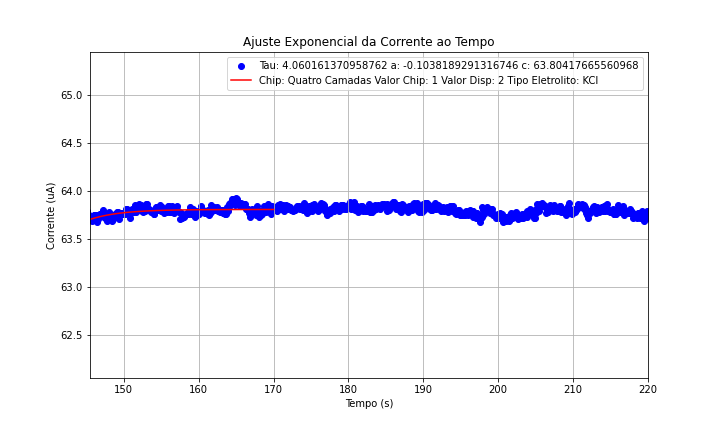 Ajuste Exponencial da Corrente ao Tempo
Tau: 4.060161370958762 a: -0.1038189291316746 c: 63.80417665560968
Chip: Quatro Camadas Valor Chip: 1 Valor Disp: 2 Tipo Eletrolito: KCl
Corrente (uA)
65.0
64.5
64.0
63.5
63.0
62.5
150 160 170 180 190 200 210 220
Tempo (s)